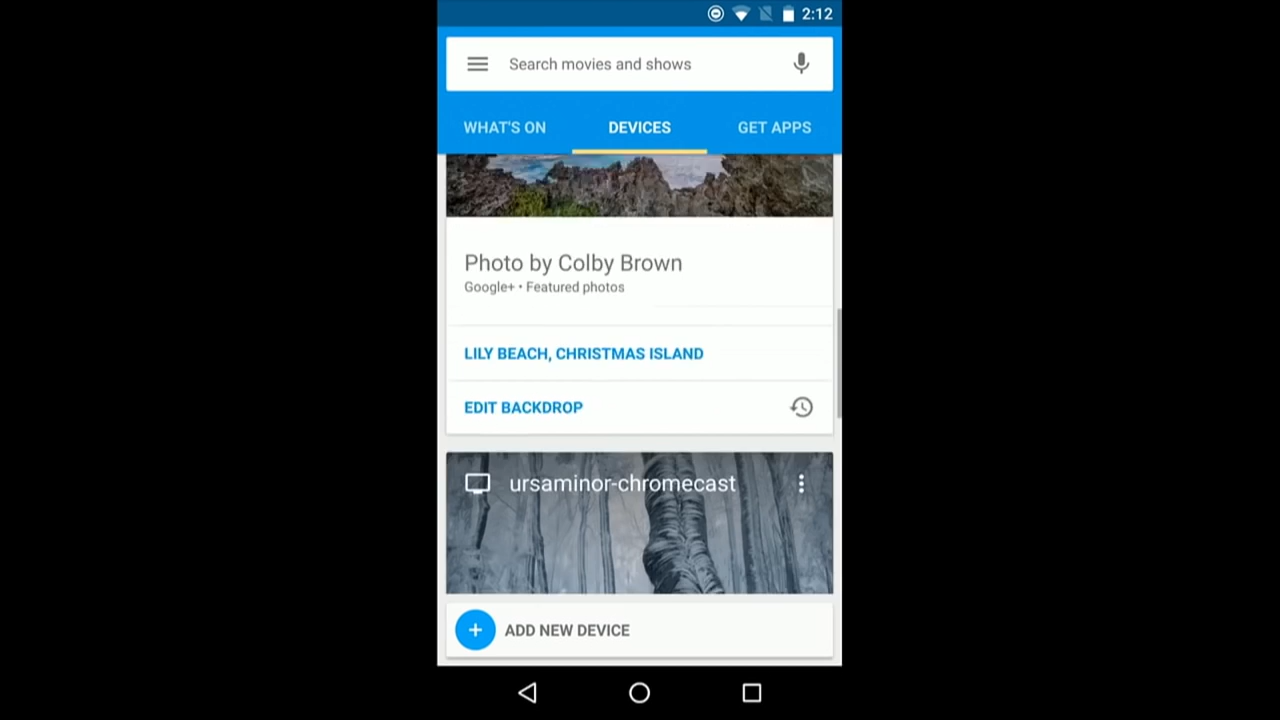 2:12
Search movies and shows
WHAT'S ON
DEVICES
GET APPS
Photo by Colby Brown
Google+ • Featured photos
LILY BEACH, CHRISTMAS ISLAND
EDIT BACKDROP
ursaminor-chromecast
ADD NEW DEVICE